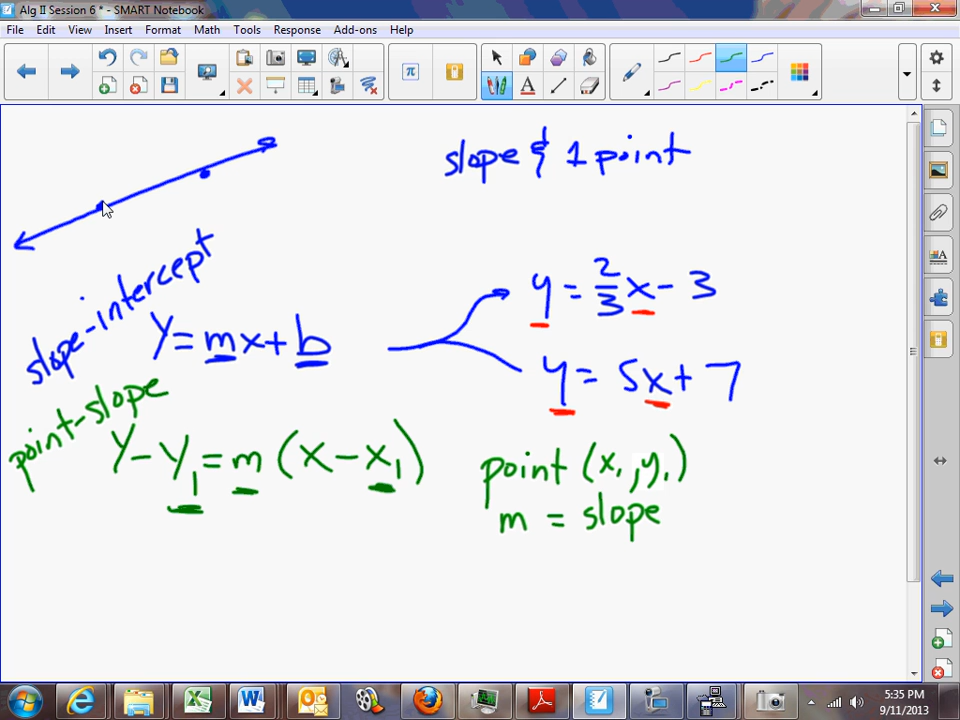 Alg II Session 6 * - SMART Notebook
File Edit View Insert Format Math Tools Response Add-ons Help
slope & 1 point
slope-intercept
y = mx + b
y = 2/3 x - 3
y = 5x + 7
point-slope
y - y₁ = m (x - x₁)
point (x₁, y₁)
m = slope
5:35 PM
9/11/2013